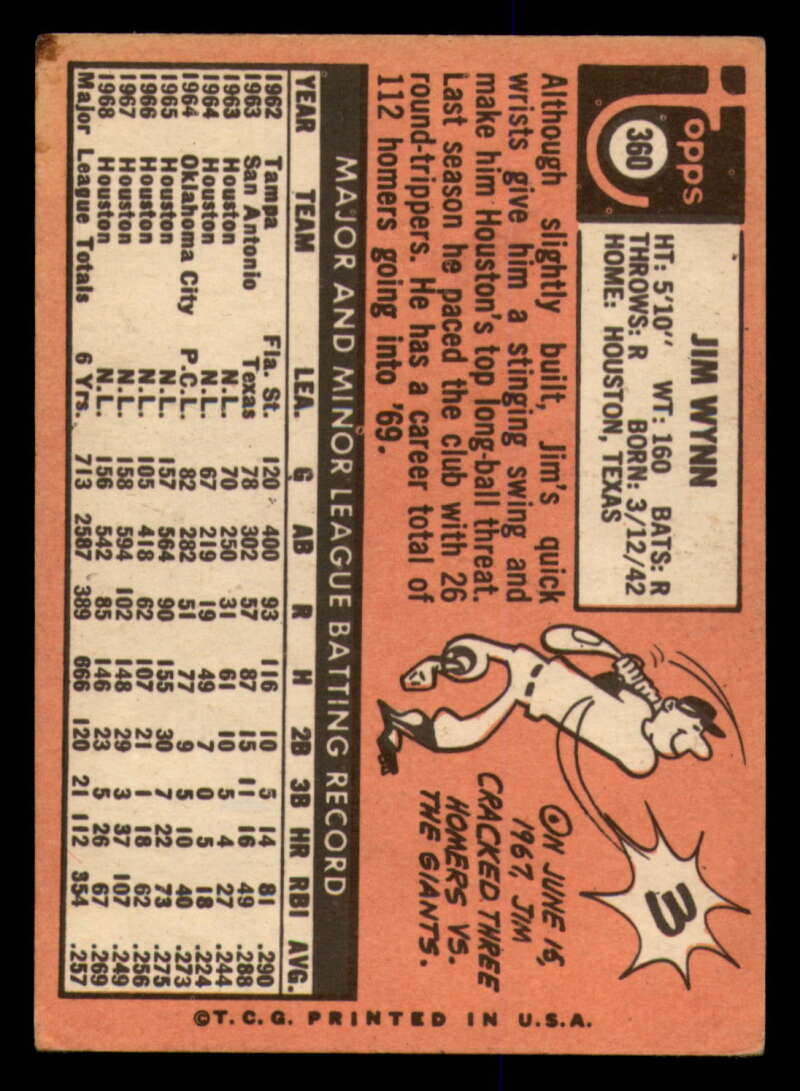 Topps
360
JIM WYNN
HT: 5'10" WT: 160 BATS: R
THROWS: R BORN: 3/12/42
HOME: HOUSTON, TEXAS
Although slightly built, Jim's quick
wrists give him a stinging swing and
make him Houston's top long-ball threat.
Last season he paced the club with 26
round-trippers. He has a career total of
112 homers going into '69.
3
ON JUNE 15,
1967, JIM
CRACKED THREE
HOMERS VS.
THE GIANTS.
MAJOR AND MINOR LEAGUE BATTING RECORD
YEAR TEAM LEA. G AB R H 2B 3B HR RBI AVG.
1962 Tampa Fla. St. 120 400 93 116 10 5 14 81 .290
1963 San Antonio Texas 78 302 57 87 15 11 16 49 .288
1963 Houston N.L. 70 250 31 61 10 5 4 27 .244
1964 Houston N.L. 67 219 19 49 7 0 5 18 .224
1964 Oklahoma City P.C.L. 82 282 51 77 9 5 10 40 .273
1965 Houston N.L. 157 564 90 155 30 7 22 73 .275
1966 Houston N.L. 105 418 62 107 21 1 18 62 .256
1967 Houston N.L. 158 594 102 148 29 3 37 107 .249
1968 Houston N.L. 156 542 85 146 23 5 26 67 .269
Major League Totals 6 Yrs. 713 2587 389 666 120 21 112 354 .257
©T.C.G. PRINTED IN U.S.A.